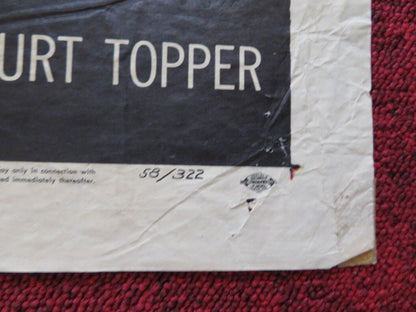 URT TOPPER
ay only in connection with
ed immediately thereafter.
58/322